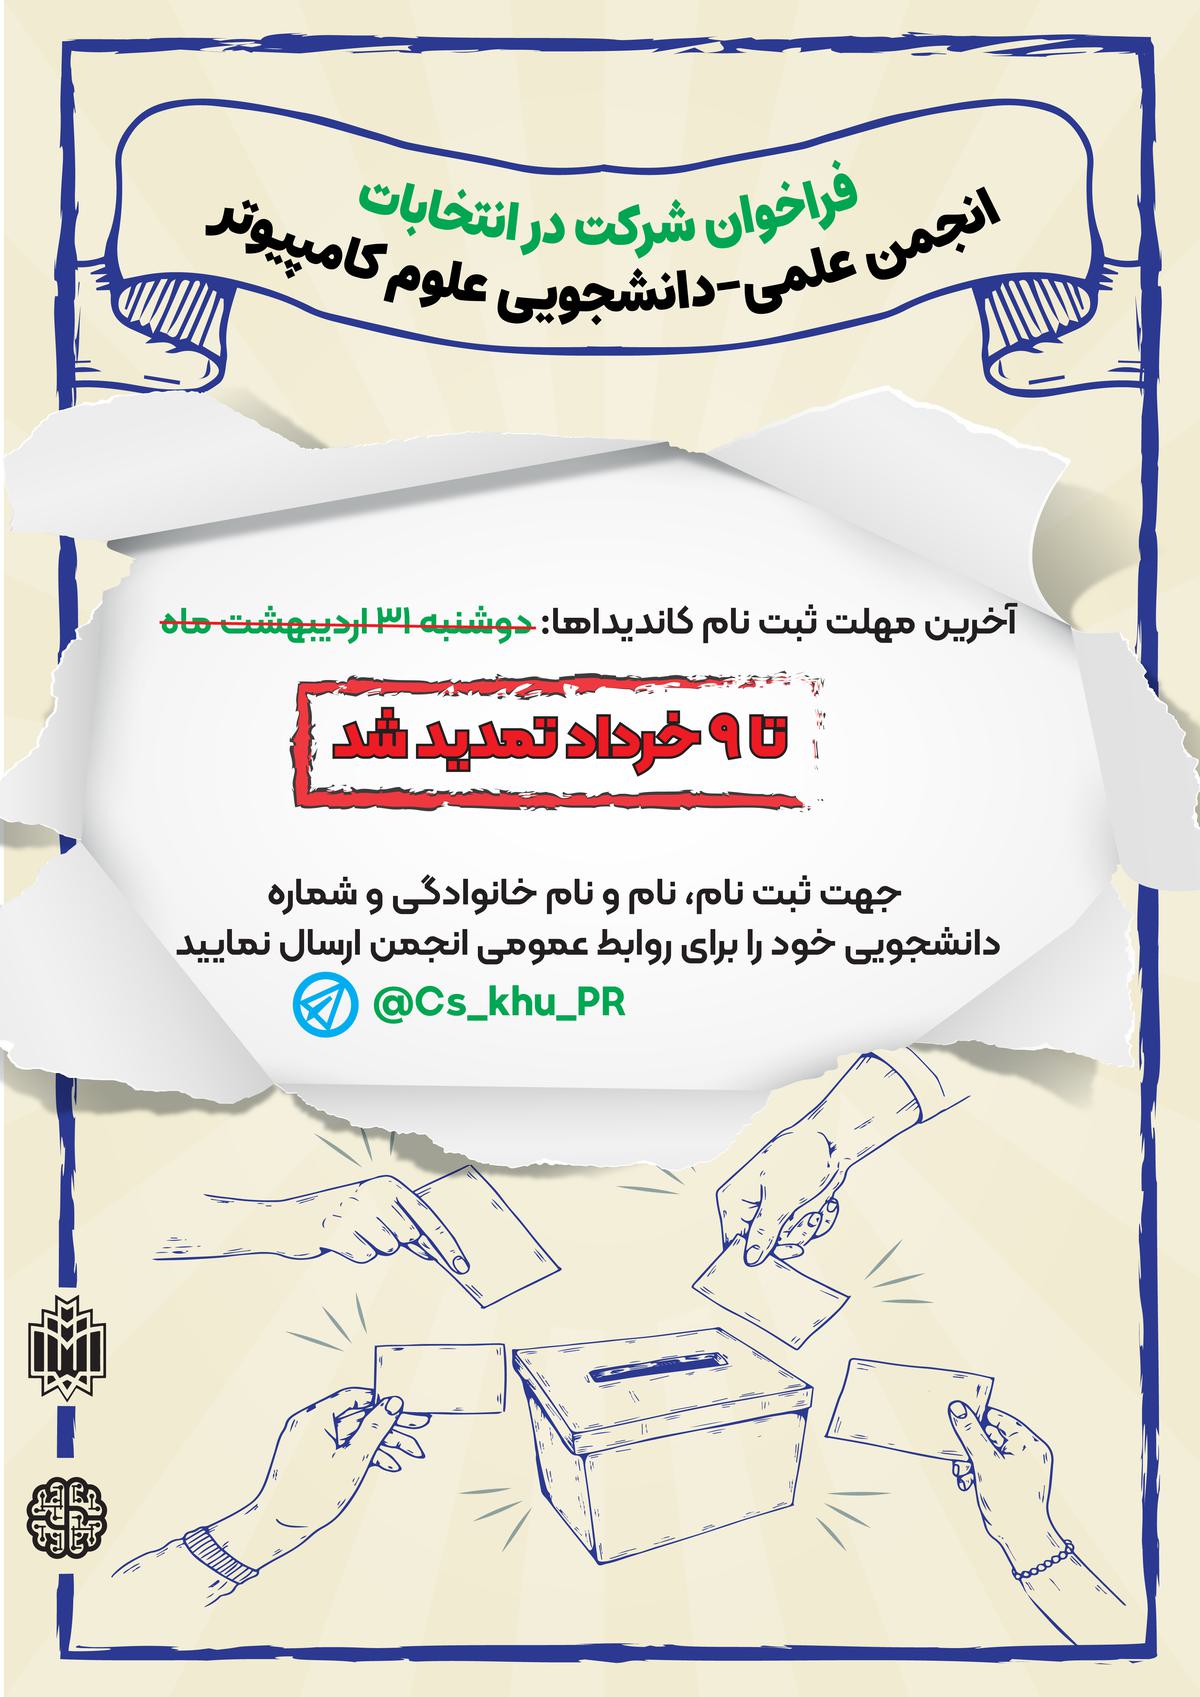 فراخوان شرکت در انتخابات
انجمن علمی-دانشجویی علوم کامپیوتر
آخرین مهلت ثبت نام کاندیداها: دوشنبه ۳۱ اردیبهشت ماه
تا ۹ خرداد تمدید شد
جهت ثبت نام، نام و نام خانوادگی و شماره
دانشجویی خود را برای روابط عمومی انجمن ارسال نمایید
@Cs_khu_PR